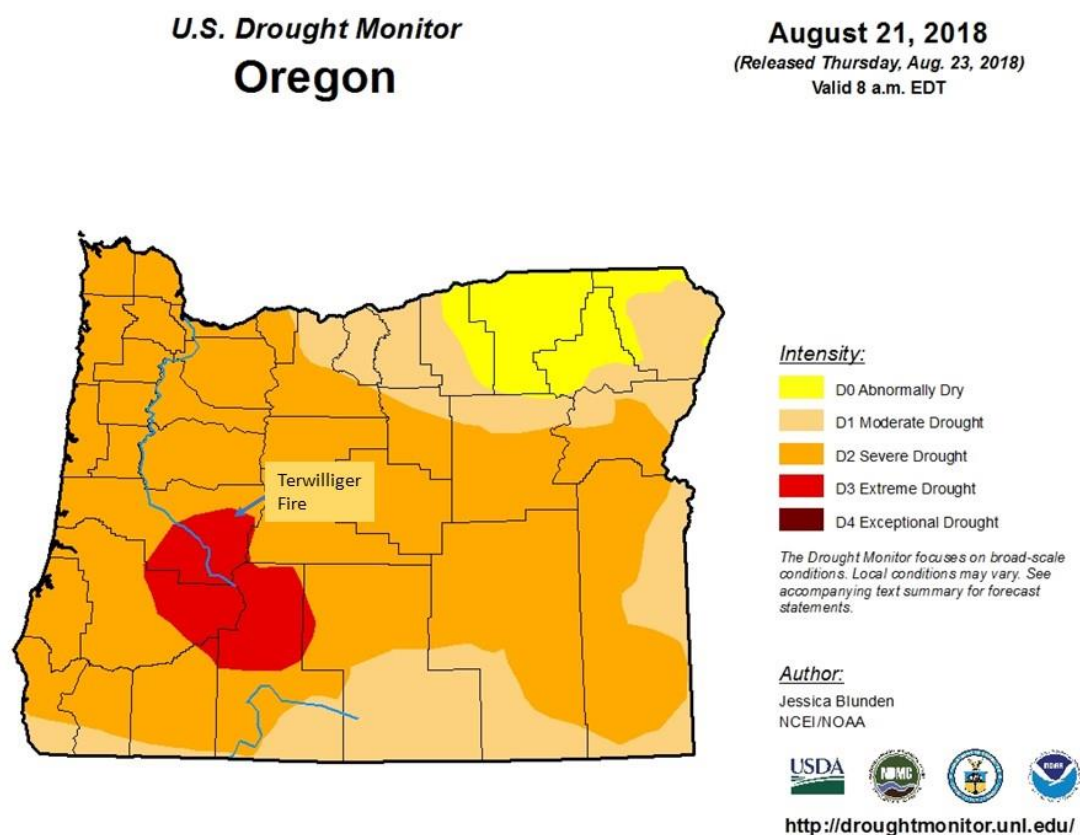 U.S. Drought Monitor
Oregon
August 21, 2018
(Released Thursday, Aug. 23, 2018)
Valid 8 a.m. EDT
Terwilliger
Fire
Intensity:
D0 Abnormally Dry
D1 Moderate Drought
D2 Severe Drought
D3 Extreme Drought
D4 Exceptional Drought
The Drought Monitor focuses on broad-scale
conditions. Local conditions may vary. See
accompanying text summary for forecast
statements.
Author:
Jessica Blunden
NCEI/NOAA
USDA
NDMC
NOAA
http://droughtmonitor.unl.edu/